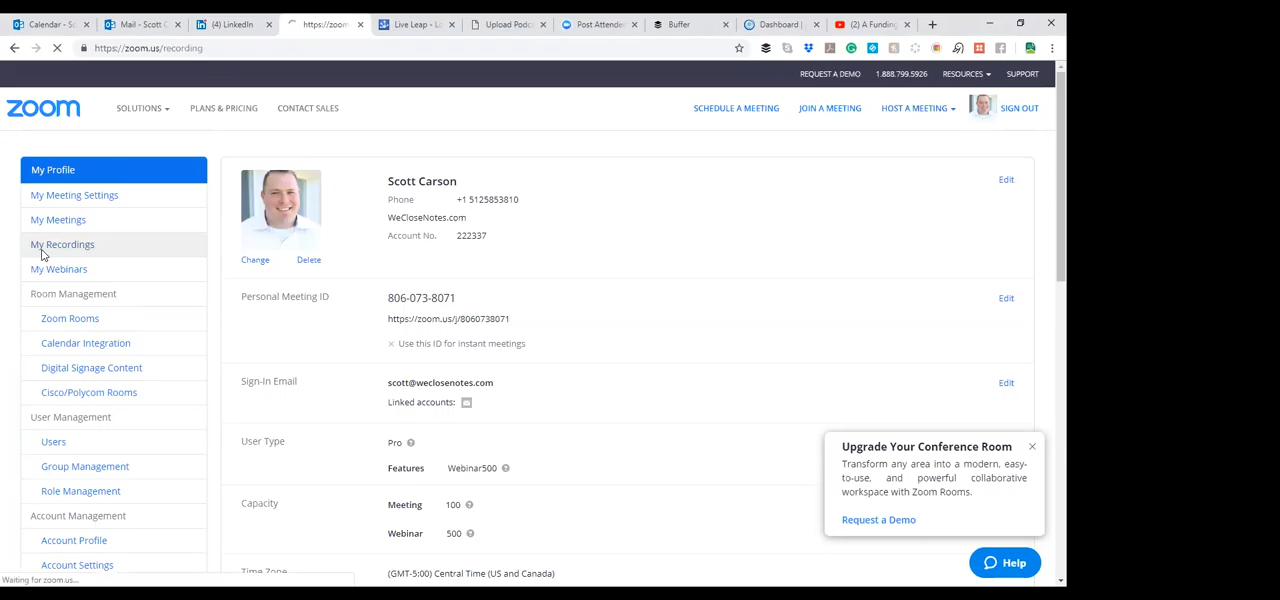 Calendar - Sc
Mail - Scott C
(4) LinkedIn
https://zoom
Live Leap - Lo
Upload Podc
Post Attende
Buffer
Dashboard |
(2) A Funding
https://zoom.us/recording
REQUEST A DEMO 1.888.799.5926 RESOURCES SUPPORT
zoom SOLUTIONS PLANS & PRICING CONTACT SALES SCHEDULE A MEETING JOIN A MEETING HOST A MEETING SIGN OUT
My Profile
My Meeting Settings
My Meetings
My Recordings
My Webinars
Room Management
Zoom Rooms
Calendar Integration
Digital Signage Content
Cisco/Polycom Rooms
User Management
Users
Group Management
Role Management
Account Management
Account Profile
Account Settings
Waiting for zoom.us...
Change Delete
Scott Carson Edit
Phone +1 5125853810
WeCloseNotes.com
Account No. 222337
Personal Meeting ID 806-073-8071 Edit
https://zoom.us/j/8060738071
× Use this ID for instant meetings
Sign-In Email scott@weclosenotes.com Edit
Linked accounts:
User Type Pro
Features Webinar500
Capacity Meeting 100
Webinar 500
Time Zone (GMT-5:00) Central Time (US and Canada)
Upgrade Your Conference Room
Transform any area into a modern, easy-
to-use, and powerful collaborative
workspace with Zoom Rooms.
Request a Demo
Help